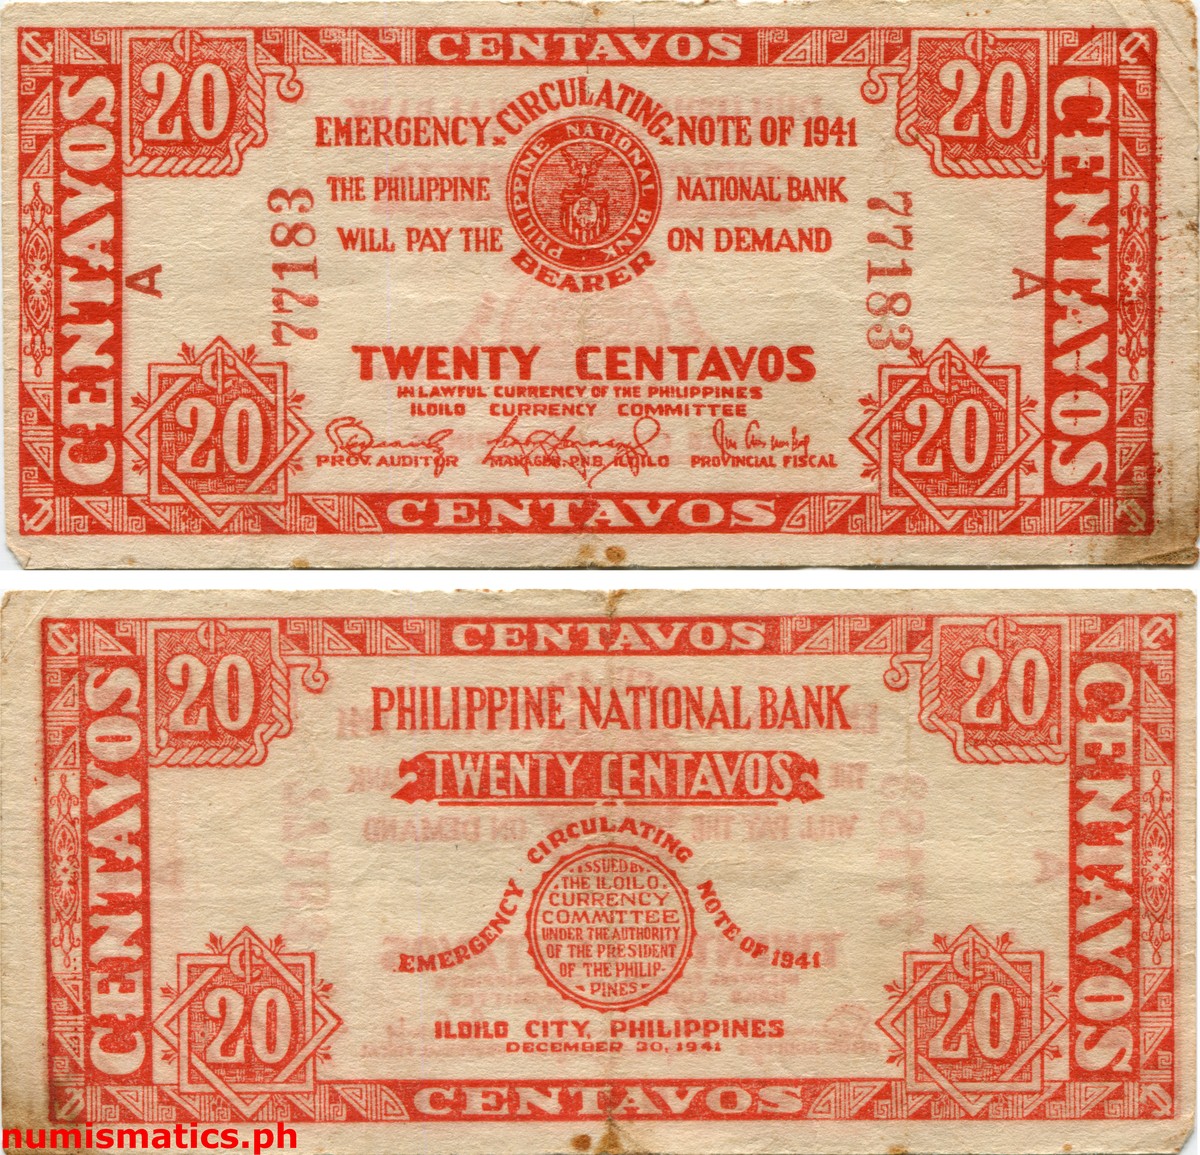 CENTAVOS
20
20
EMERGENCY CIRCULATING NOTE OF 1941
PHILIPPINE NATIONAL BANK
THE PHILIPPINE NATIONAL BANK
WILL PAY THE BEARER ON DEMAND
CENTAVOS
CENTAVOS
A
77183
77183
A
TWENTY CENTAVOS
IN LAWFUL CURRENCY OF THE PHILIPPINES
ILOILO CURRENCY COMMITTEE
PROV. AUDITOR
MANAGER, P.N.B. ILOILO
PROVINCIAL FISCAL
20
20
CENTAVOS
CENTAVOS
20
20
PHILIPPINE NATIONAL BANK
TWENTY CENTAVOS
CENTAVOS
CENTAVOS
EMERGENCY CIRCULATING NOTE OF 1941
ISSUED BY
THE ILOILO
CURRENCY
COMMITTEE
UNDER THE AUTHORITY
OF THE PRESIDENT
OF THE PHILIP-
PINES
ILOILO CITY, PHILIPPINES
DECEMBER 30, 1941
20
20
CENTAVOS
numismatics.ph